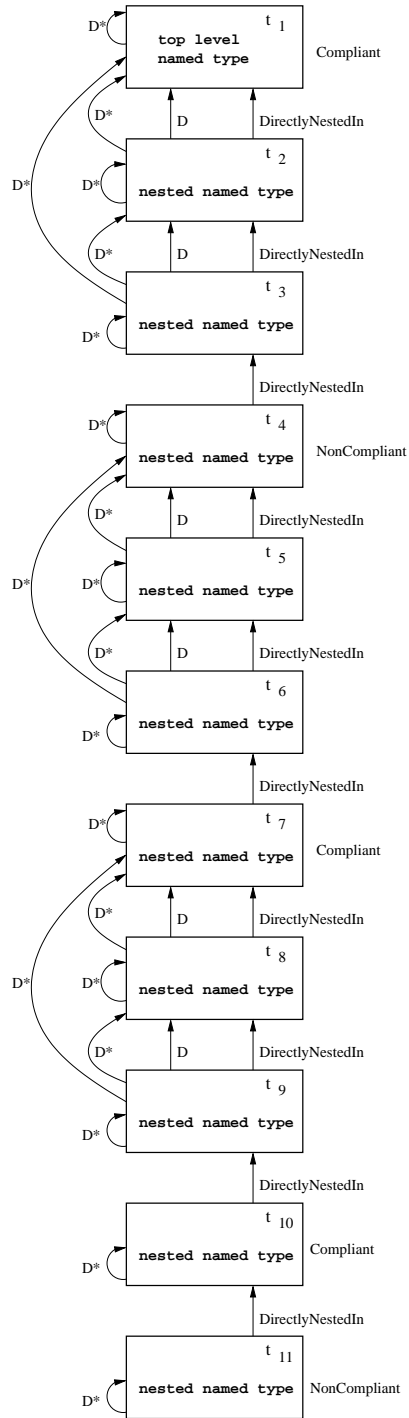 t 1
D*
top level
named type
Compliant
D
DirectlyNestedIn
t 2
D*
D*
D*
nested named type
D*
D
DirectlyNestedIn
t 3
nested named type
D*
DirectlyNestedIn
t 4
D*
nested named type
NonCompliant
D*
D
DirectlyNestedIn
t 5
D*
D*
nested named type
D*
D
DirectlyNestedIn
t 6
nested named type
D*
DirectlyNestedIn
t 7
D*
nested named type
Compliant
D*
D
DirectlyNestedIn
t 8
D*
D*
nested named type
D*
D
DirectlyNestedIn
t 9
nested named type
D*
DirectlyNestedIn
t 10
nested named type
Compliant
D*
DirectlyNestedIn
t 11
nested named type
NonCompliant
D*